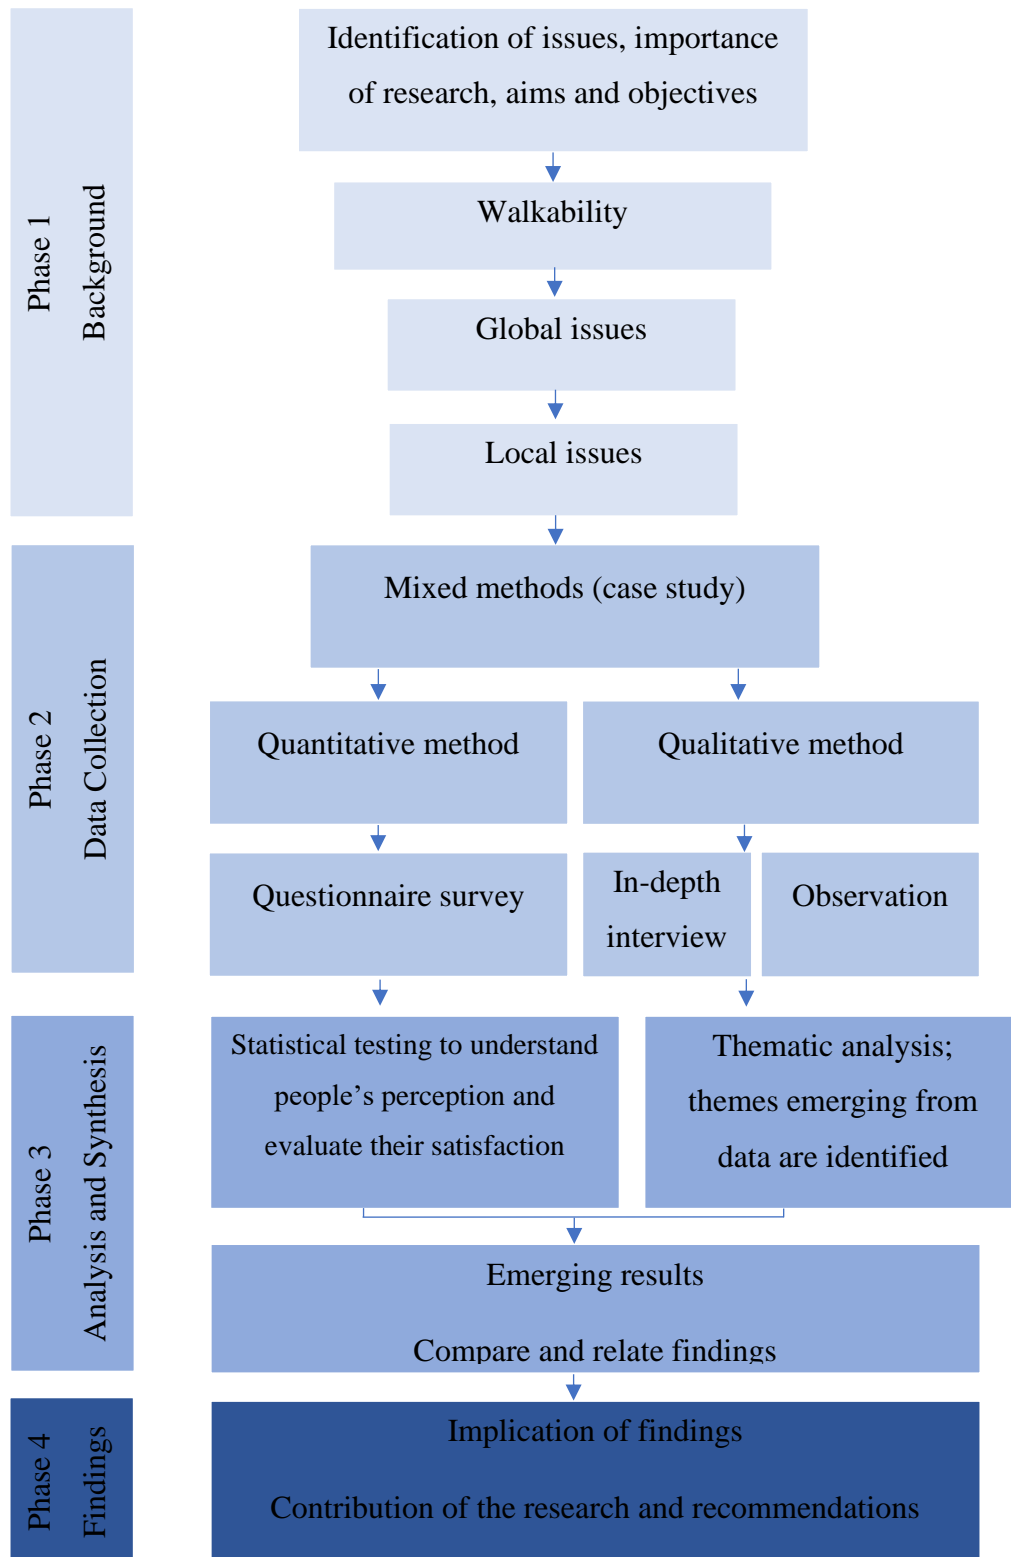 Phase 1
Background
Identification of issues, importance
of research, aims and objectives
Walkability
Global issues
Local issues
Phase 2
Data Collection
Mixed methods (case study)
Quantitative method
Qualitative method
Questionnaire survey
In-depth
interview
Observation
Phase 3
Analysis and Synthesis
Statistical testing to understand
people’s perception and
evaluate their satisfaction
Thematic analysis;
themes emerging from
data are identified
Emerging results
Compare and relate findings
Phase 4
Findings
Implication of findings
Contribution of the research and recommendations